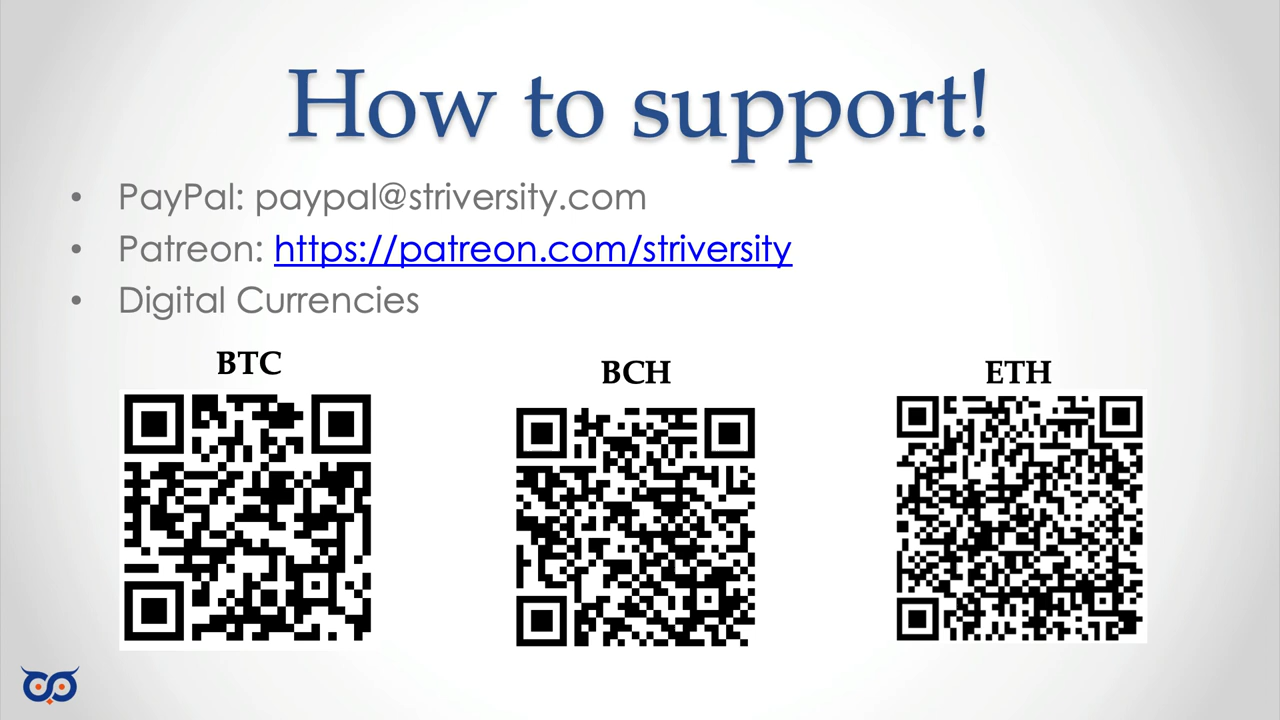 How to support!
• PayPal: paypal@striversity.com
• Patreon: https://patreon.com/striversity
• Digital Currencies
BTC
BCH
ETH